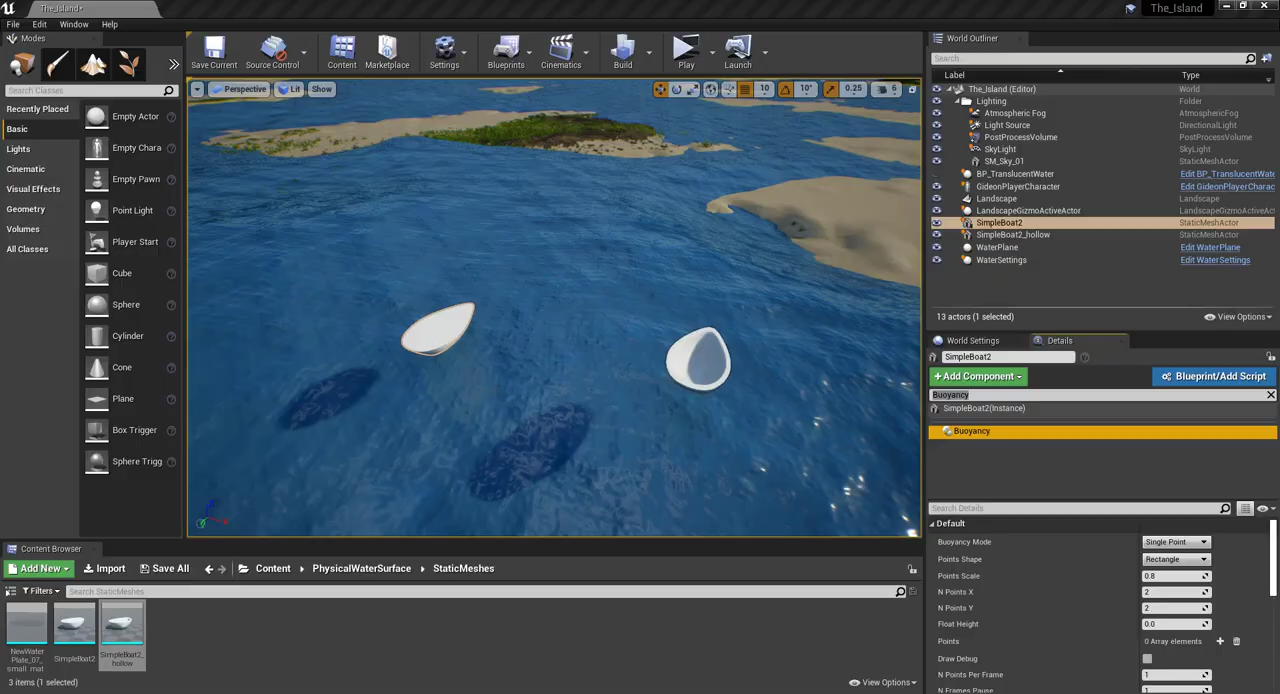 The_Island•
The_Island
File Edit Window Help
Modes
Search Classes
Recently Placed
Basic
Lights
Cinematic
Visual Effects
Geometry
Volumes
All Classes
Empty Actor
Empty Chara
Empty Pawn
Point Light
Player Start
Cube
Sphere
Cylinder
Cone
Plane
Box Trigger
Sphere Trigg
Save Current Source Control Content Marketplace Settings Blueprints Cinematics Build Play Launch
Perspective Lit Show 10 10° 0.25 6
World Outliner
Search...
Label Type
The_Island (Editor) World
Lighting Folder
Atmospheric Fog AtmosphericFog
Light Source DirectionalLight
PostProcessVolume PostProcessVolume
SkyLight SkyLight
SM_Sky_01 StaticMeshActor
BP_TranslucentWater Edit BP_TranslucentWate
GideonPlayerCharacter Edit GideonPlayerCharac
Landscape Landscape
LandscapeGizmoActiveActor LandscapeGizmoActiveAct
SimpleBoat2 StaticMeshActor
SimpleBoat2_hollow StaticMeshActor
WaterPlane Edit WaterPlane
WaterSettings Edit WaterSettings
13 actors (1 selected) View Options
World Settings Details
SimpleBoat2
Add Component Blueprint/Add Script
Buoyancy
SimpleBoat2(Instance)
Buoyancy
Search Details
Default
Buoyancy Mode Single Point
Points Shape Rectangle
Points Scale 0.8
N Points X 2
N Points Y 2
Float Height 0.0
Points 0 Array elements
Draw Debug
N Points Per Frame 1
N Frames Pause 1
Content Browser
Add New Import Save All Content PhysicalWaterSurface StaticMeshes
Filters Search StaticMeshes
NewWater
Plate_07_
small_mat
SimpleBoat2
SimpleBoat2_
hollow
3 items (1 selected) View Options